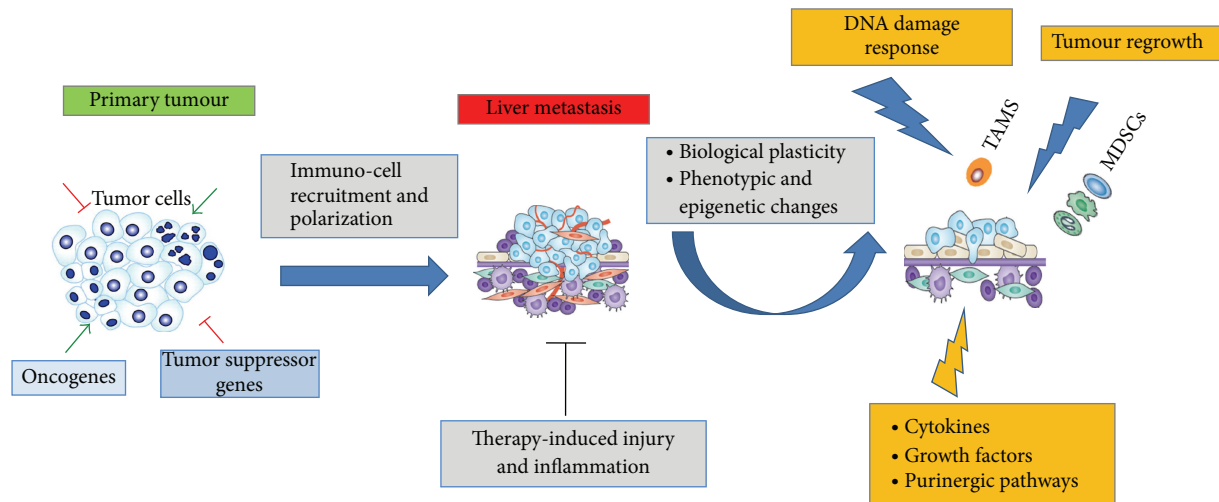 DNA damage
response
Tumour regrowth
Primary tumour
Liver metastasis
Immuno-cell
recruitment and
polarization
• Biological plasticity
• Phenotypic and
epigenetic changes
TAMS
MDSCs
Tumor cells
Oncogenes
Tumor suppressor
genes
Therapy-induced injury
and inflammation
• Cytokines
• Growth factors
• Purinergic pathways